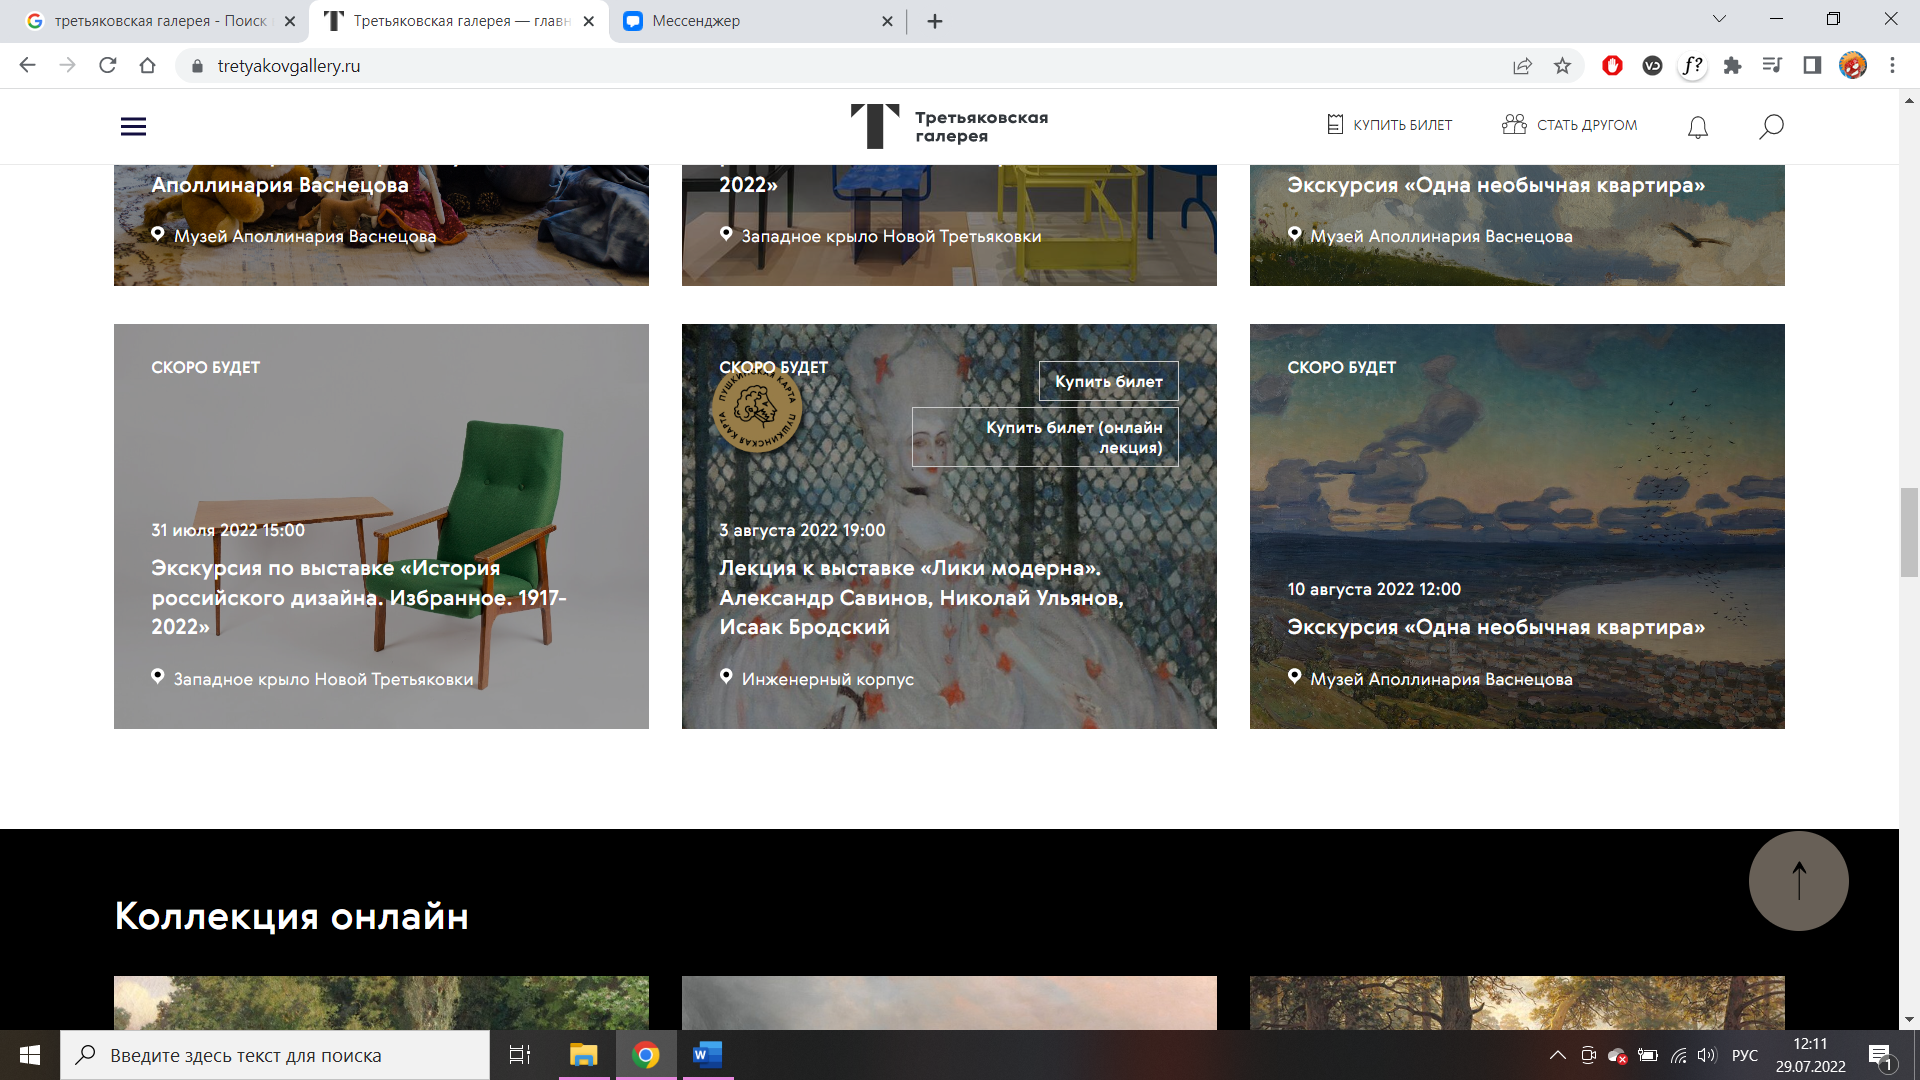 третьяковская галерея - Поиск
Третьяковская галерея — главн
Мессенджер
tretyakovgallery.ru
Третьяковская
галерея
КУПИТЬ БИЛЕТ
СТАТЬ ДРУГОМ
Аполлинария Васнецова
Музей Аполлинария Васнецова
2022»
Западное крыло Новой Третьяковки
Экскурсия «Одна необычная квартира»
Музей Аполлинария Васнецова
СКОРО БУДЕТ
31 июля 2022 15:00
Экскурсия по выставке «История
российского дизайна. Избранное. 1917-
2022»
Западное крыло Новой Третьяковки
СКОРО БУДЕТ
ПУШКИНСКАЯ КАРТА
ПУШКИНСКАЯ КАРТА
Купить билет
Купить билет (онлайн
лекция)
3 августа 2022 19:00
Лекция к выставке «Лики модерна».
Александр Савинов, Николай Ульянов,
Исаак Бродский
Инженерный корпус
СКОРО БУДЕТ
10 августа 2022 12:00
Экскурсия «Одна необычная квартира»
Музей Аполлинария Васнецова
Коллекция онлайн
Введите здесь текст для поиска
РУС
12:11
29.07.2022
1